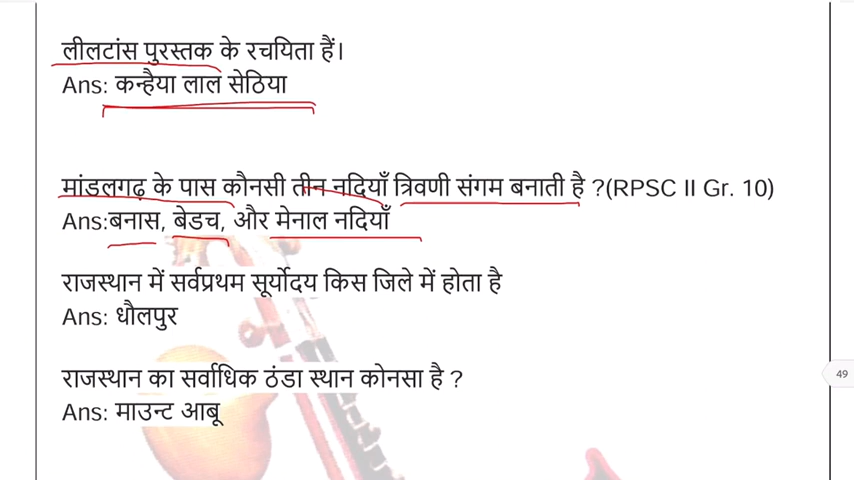 लीलटांस पुरस्तक के रचयिता हैं।
Ans: कन्हैया लाल सेठिया
मांडलगढ़ के पास कौनसी तीन नदियाँ त्रिवणी संगम बनाती है ?(RPSC II Gr. 10)
Ans:बनास, बेडच, और मेनाल नदियाँ
राजस्थान में सर्वप्रथम सूर्योदय किस जिले में होता है
Ans: धौलपुर
49
राजस्थान का सर्वाधिक ठंडा स्थान कोनसा है ?
Ans: माउन्ट आबू